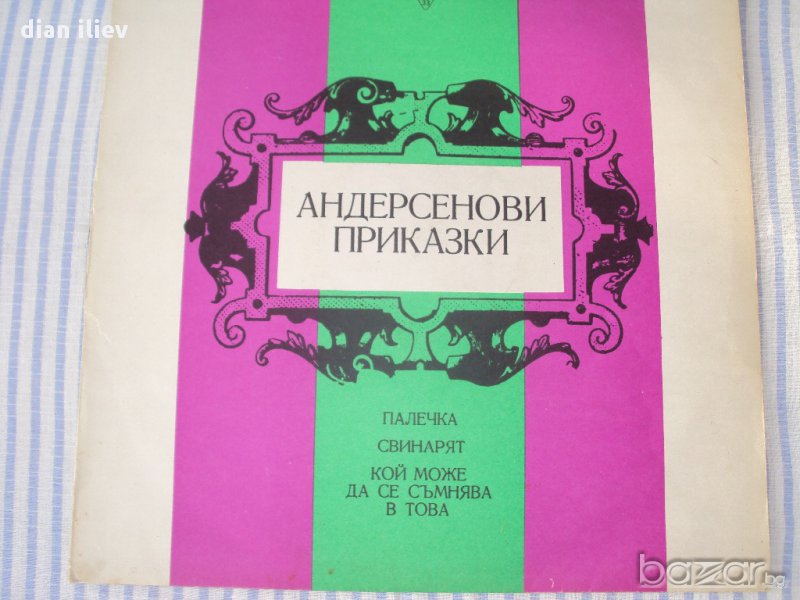 dian iliev
АНДЕРСЕНОВИ
ПРИКАЗКИ
ПАЛЕЧКА
СВИНАРЯТ
КОЙ МОЖЕ
ДА СЕ СЪМНЯВА
В ТОВА
bazar.bg